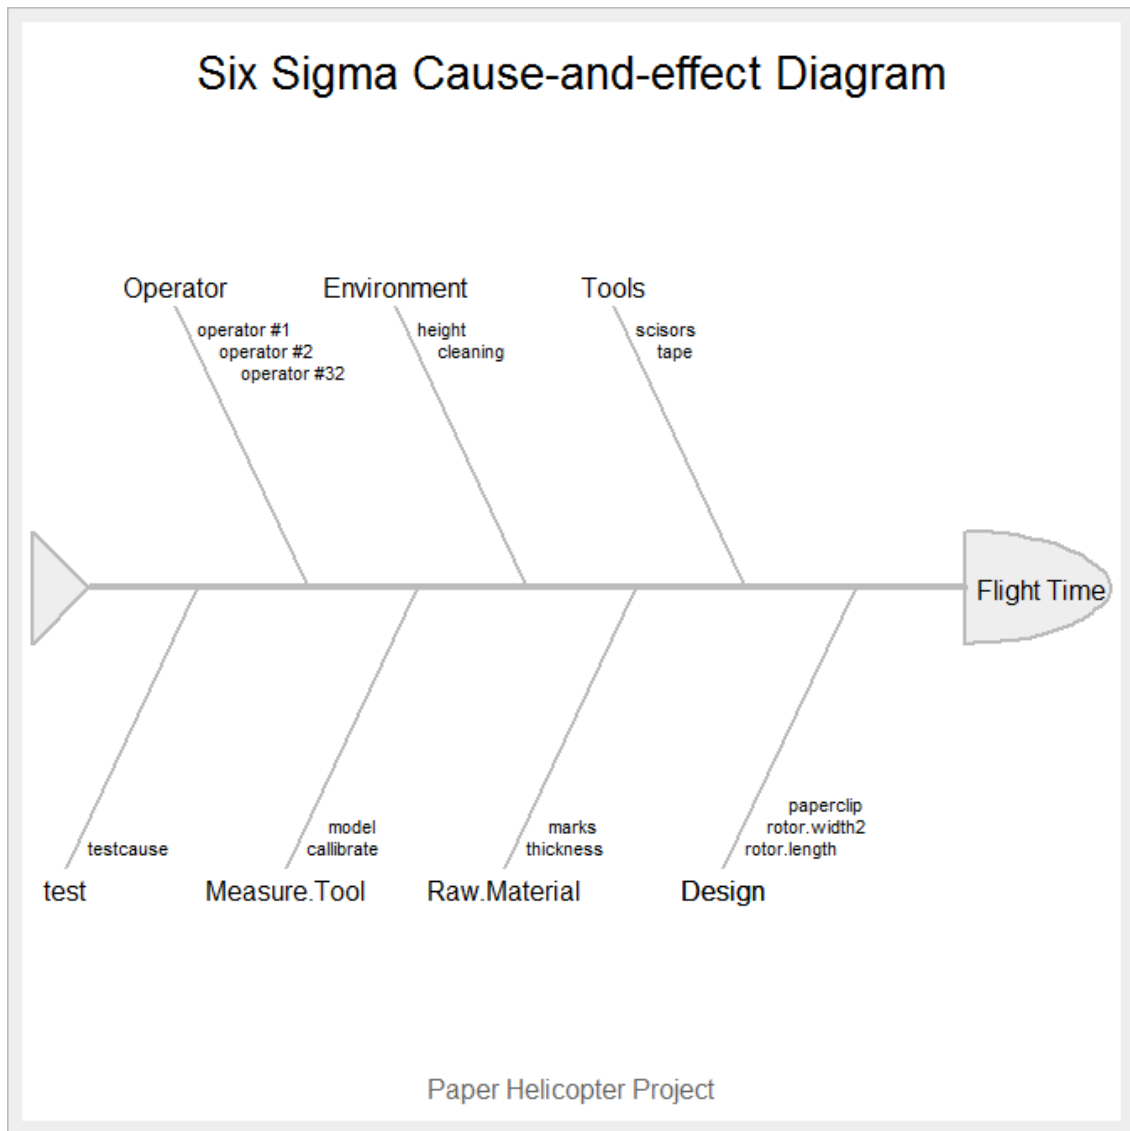 Six Sigma Cause-and-effect Diagram
Operator
Environment
Tools
operator #1
operator #2
operator #32
height
cleaning
scisors
tape
Flight Time
testcause
model
callibrate
marks
thickness
paperclip
rotor.width2
rotor.length
test
Measure.Tool
Raw.Material
Design
Paper Helicopter Project